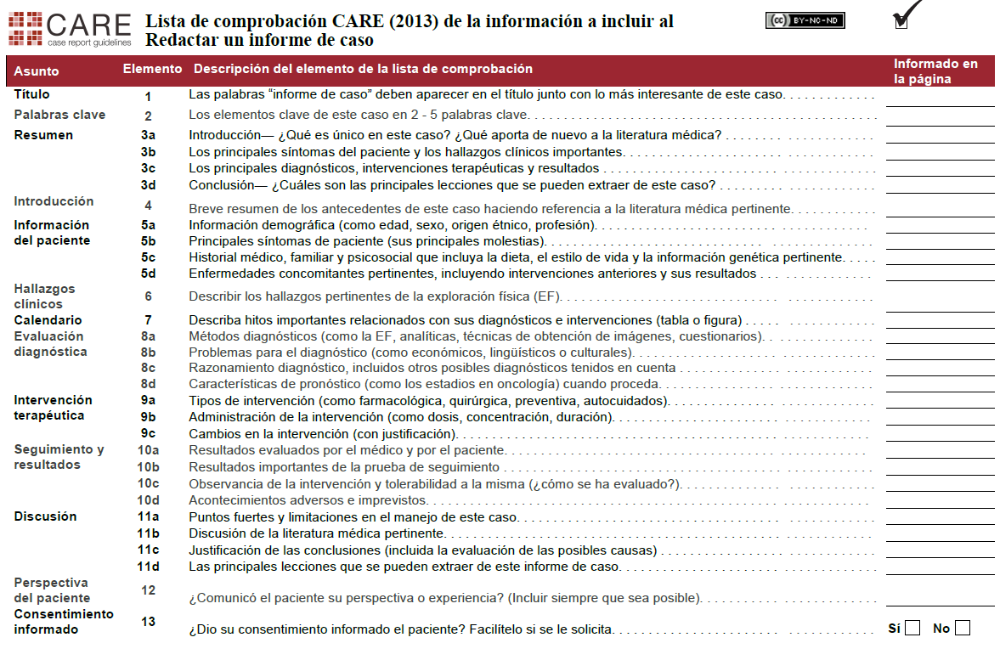 CARE
case report guidelines
Lista de comprobación CARE (2013) de la información a incluir al
Redactar un informe de caso
(cc) BY-NC-ND
Asunto Elemento Descripción del elemento de la lista de comprobación Informado en la página
Título 1 Las palabras “informe de caso” deben aparecer en el título junto con lo más interesante de este caso. . . . . . . . . . . . .
Palabras clave 2 Los elementos clave de este caso en 2 - 5 palabras clave. . . . . . . . . . . . .
Resumen 3a Introducción— ¿Qué es único en este caso? ¿Qué aporta de nuevo a la literatura médica? . . . . . . . . . . . . .
3b Los principales síntomas del paciente y los hallazgos clínicos importantes. . . . . . . . . . . . .
3c Los principales diagnósticos, intervenciones terapéuticas y resultados . . . . . . . . . . . . .
3d Conclusión— ¿Cuáles son las principales lecciones que se pueden extraer de este caso? . . . . . . . . . . . . .
Introducción 4 Breve resumen de los antecedentes de este caso haciendo referencia a la literatura médica pertinente. . . . . . . . . . . .
Información del paciente 5a Información demográfica (como edad, sexo, origen étnico, profesión). . . . . . . . . . . . .
5b Principales síntomas de paciente (sus principales molestias). . . . . . . . . . . . .
5c Historial médico, familiar y psicosocial que incluya la dieta, el estilo de vida y la información genética pertinente. . . . .
5d Enfermedades concomitantes pertinentes, incluyendo intervenciones anteriores y sus resultados . . . . . . . . . . . . .
Hallazgos clínicos 6 Describir los hallazgos pertinentes de la exploración física (EF). . . . . . . . . . . . .
Calendario 7 Describa hitos importantes relacionados con sus diagnósticos e intervenciones (tabla o figura) . . . . . . . . . . . . .
Evaluación diagnóstica 8a Métodos diagnósticos (como la EF, analíticas, técnicas de obtención de imágenes, cuestionarios). . . . . . . . . . . . .
8b Problemas para el diagnóstico (como económicos, lingüísticos o culturales). . . . . . . . . . . . .
8c Razonamiento diagnóstico, incluidos otros posibles diagnósticos tenidos en cuenta . . . . . . . . . . . . .
8d Características de pronóstico (como los estadios en oncología) cuando proceda. . . . . . . . . . . . .
Intervención terapéutica 9a Tipos de intervención (como farmacológica, quirúrgica, preventiva, autocuidados). . . . . . . . . . . . .
9b Administración de la intervención (como dosis, concentración, duración). . . . . . . . . . . . .
9c Cambios en la intervención (con justificación). . . . . . . . . . . . .
Seguimiento y resultados 10a Resultados evaluados por el médico y por el paciente. . . . . . . . . . . . .
10b Resultados importantes de la prueba de seguimiento . . . . . . . . . . . . .
10c Observancia de la intervención y tolerabilidad a la misma (¿cómo se ha evaluado?). . . . . . . . . . . . .
10d Acontecimientos adversos e imprevistos. . . . . . . . . . . . .
Discusión 11a Puntos fuertes y limitaciones en el manejo de este caso. . . . . . . . . . . . .
11b Discusión de la literatura médica pertinente. . . . . . . . . . . . .
11c Justificación de las conclusiones (incluida la evaluación de las posibles causas) . . . . . . . . . . . . .
11d Las principales lecciones que se pueden extraer de este informe de caso. . . . . . . . . . . . .
Perspectiva del paciente 12 ¿Comunicó el paciente su perspectiva o experiencia? (Incluir siempre que sea posible). . . . . . . . . . . . .
Consentimiento informado 13 ¿Dio su consentimiento informado el paciente? Facilítelo si se le solicita. . . . . . . . . . . . . Sí No